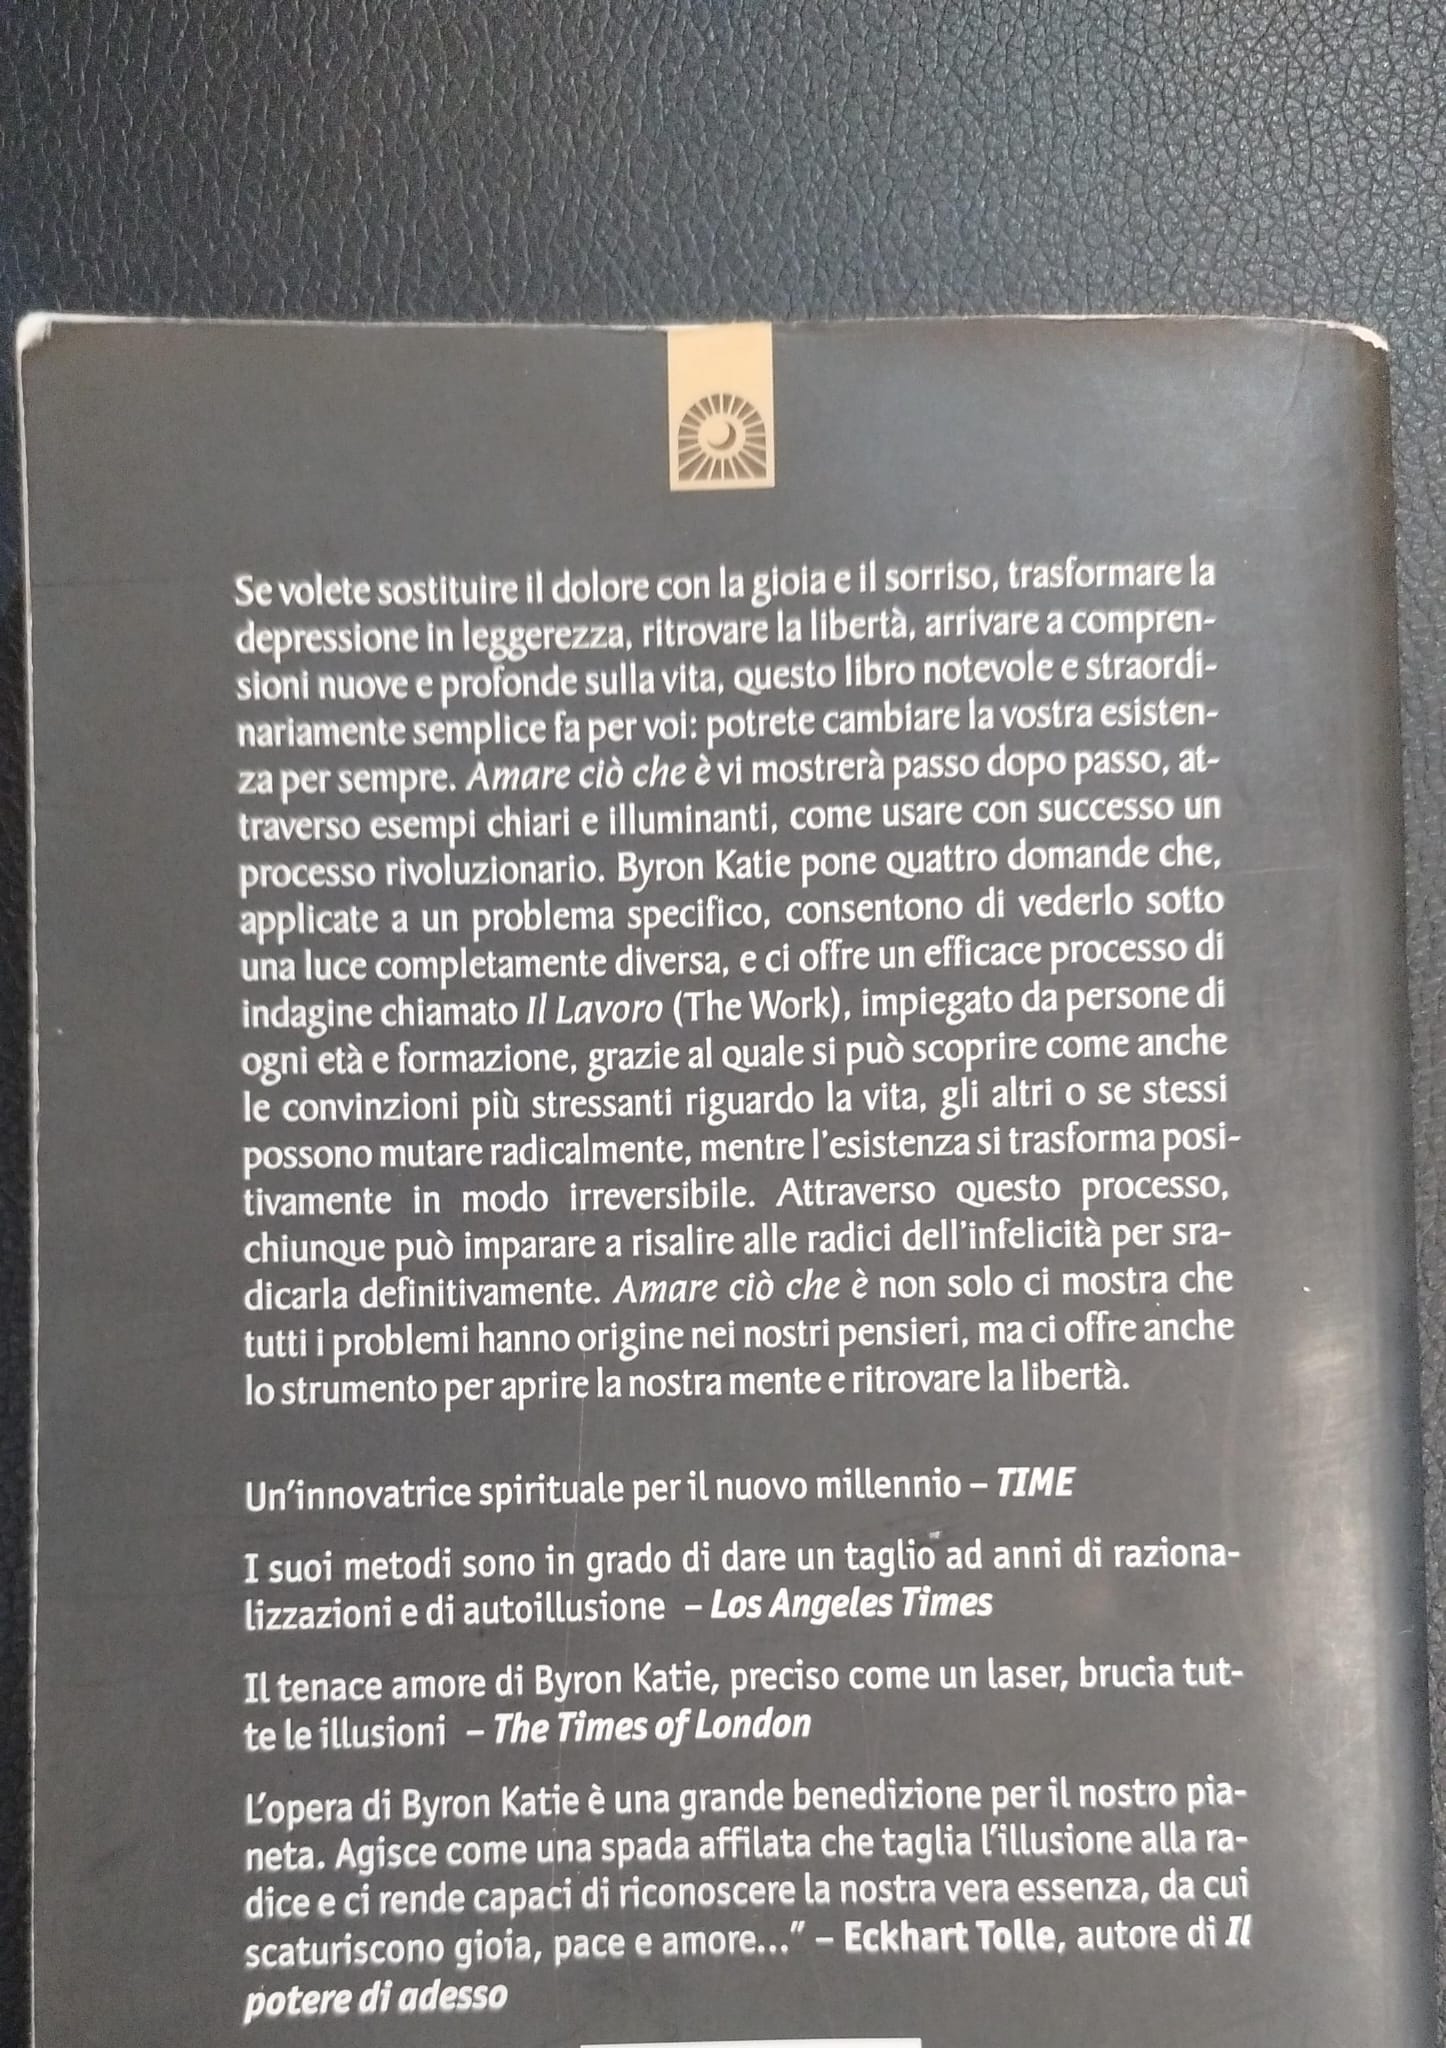 Se volete sostituire il dolore con la gioia e il sorriso, trasformare la
depressione in leggerezza, ritrovare la libertà, arrivare a compren-
sioni nuove e profonde sulla vita, questo libro notevole e straordi-
nariamente semplice fa per voi: potrete cambiare la vostra esisten-
za per sempre. Amare ciò che è vi mostrerà passo dopo passo, at-
traverso esempi chiari e illuminanti, come usare con successo un
processo rivoluzionario. Byron Katie pone quattro domande che,
applicate a un problema specifico, consentono di vederlo sotto
una luce completamente diversa, e ci offre un efficace processo di
indagine chiamato Il Lavoro (The Work), impiegato da persone di
ogni età e formazione, grazie al quale si può scoprire come anche
le convinzioni più stressanti riguardo la vita, gli altri o se stessi
possono mutare radicalmente, mentre l'esistenza si trasforma posi-
tivamente in modo irreversibile. Attraverso questo processo,
chiunque può imparare a risalire alle radici dell'infelicità per sra-
dicarla definitivamente. Amare ciò che è non solo ci mostra che
tutti i problemi hanno origine nei nostri pensieri, ma ci offre anche
lo strumento per aprire la nostra mente e ritrovare la libertà.
Un'innovatrice spirituale per il nuovo millennio – TIME
I suoi metodi sono in grado di dare un taglio ad anni di raziona-
lizzazioni e di autoillusione – Los Angeles Times
Il tenace amore di Byron Katie, preciso come un laser, brucia tut-
te le illusioni – The Times of London
L'opera di Byron Katie è una grande benedizione per il nostro pia-
neta. Agisce come una spada affilata che taglia l'illusione alla ra-
dice e ci rende capaci di riconoscere la nostra vera essenza, da cui
scaturiscono gioia, pace e amore..." – Eckhart Tolle, autore di Il
potere di adesso